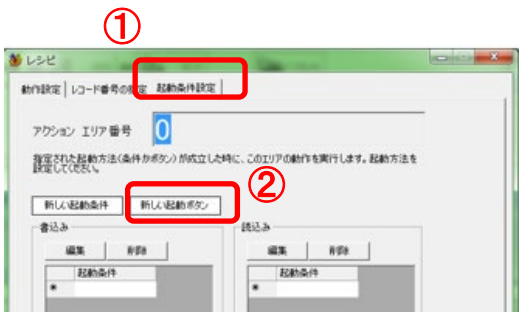 ①
レシピ
動作設定 レコード番号の設定 起動条件設定
アクション エリア番号 0
指定された起動方法(条件かボタン)が成立した時に、このエリアの動作を実行します。起動方法を
設定してください。
②
新しい起動条件 新しい起動ボタン
書込み 読込み
編集 削除 編集 削除
起動条件 起動条件
* *